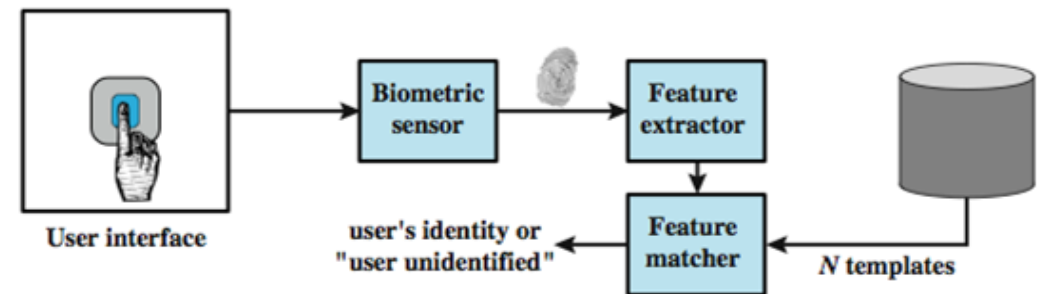 Biometric
sensor
Feature
extractor
User interface
user's identity or
"user unidentified"
Feature
matcher
N templates